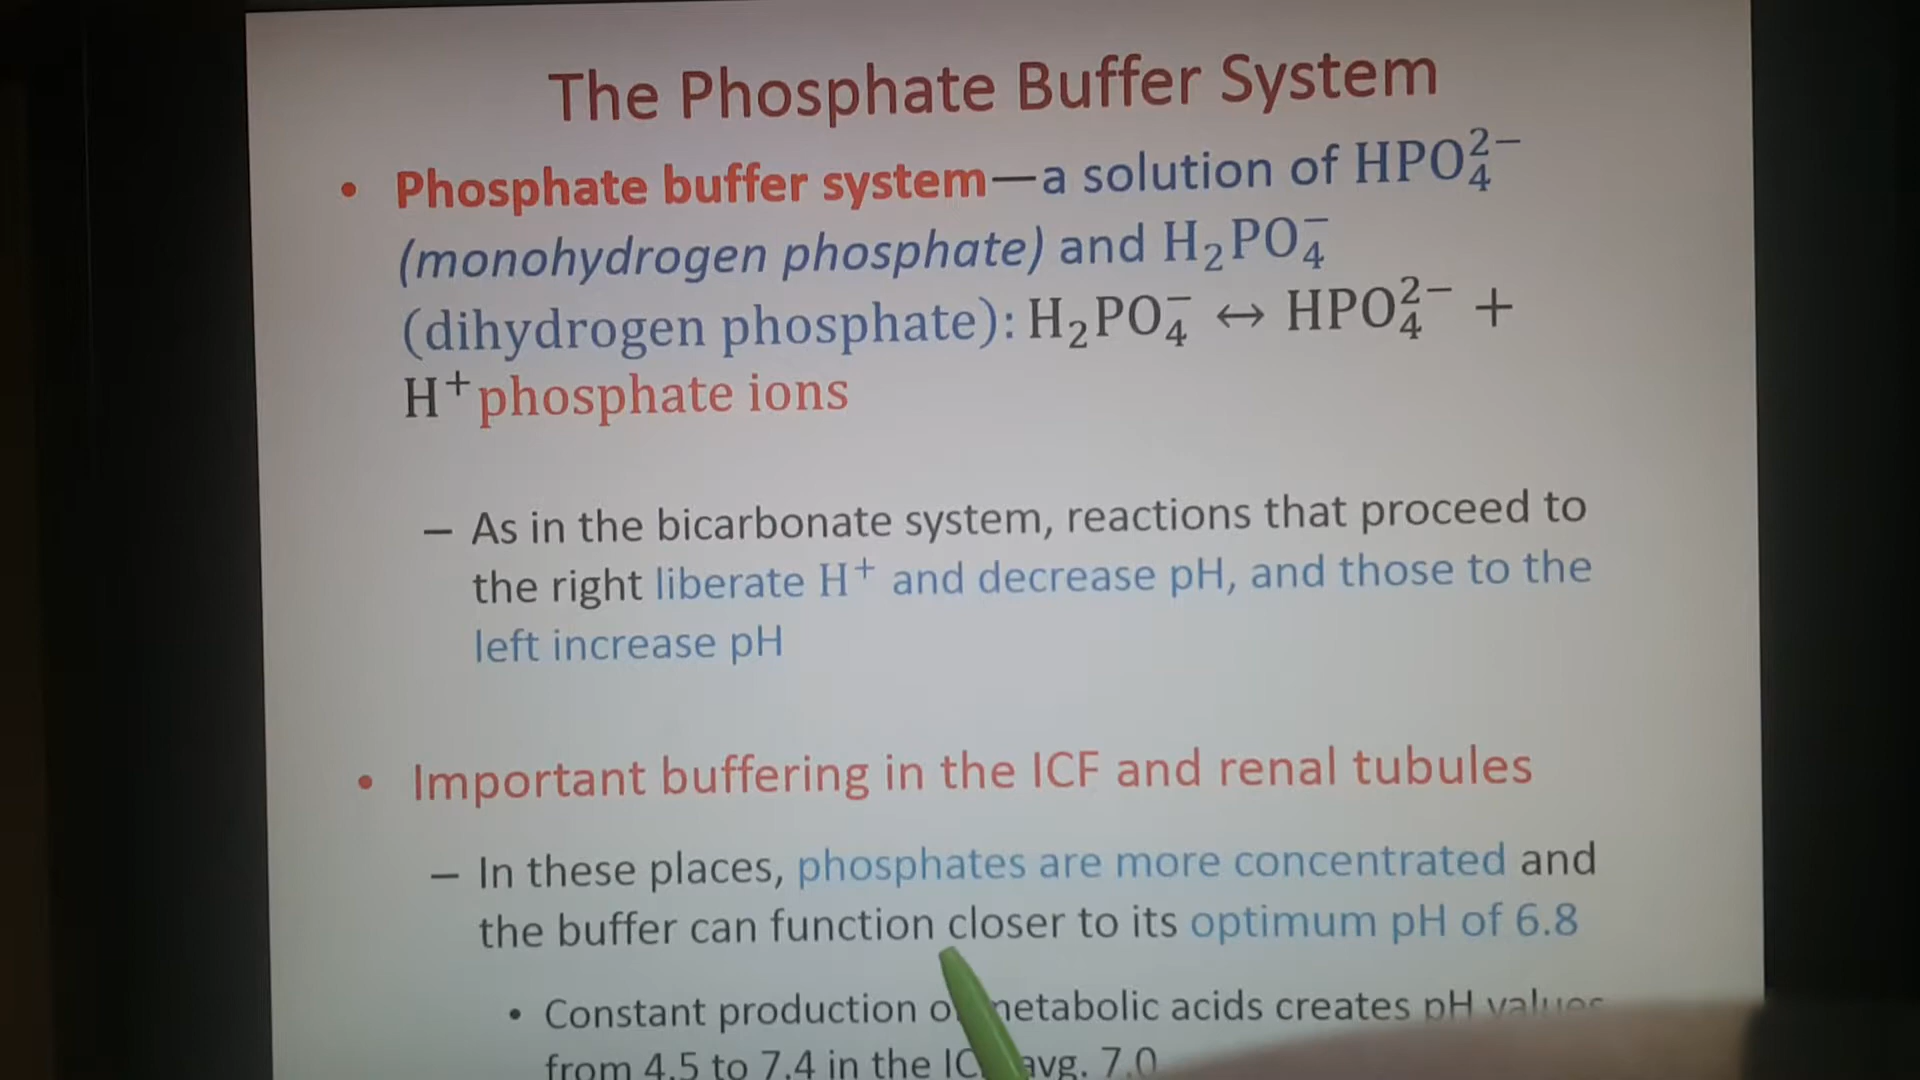 The Phosphate Buffer System
• Phosphate buffer system—a solution of HPO₄²⁻
(monohydrogen phosphate) and H₂PO₄⁻
(dihydrogen phosphate): H₂PO₄⁻ ↔ HPO₄²⁻ +
H⁺phosphate ions
– As in the bicarbonate system, reactions that proceed to
the right liberate H⁺ and decrease pH, and those to the
left increase pH
• Important buffering in the ICF and renal tubules
– In these places, phosphates are more concentrated and
the buffer can function closer to its optimum pH of 6.8
• Constant production metabolic acids creates pH values
from 4.5 to 7.4 in the avg. 7.0